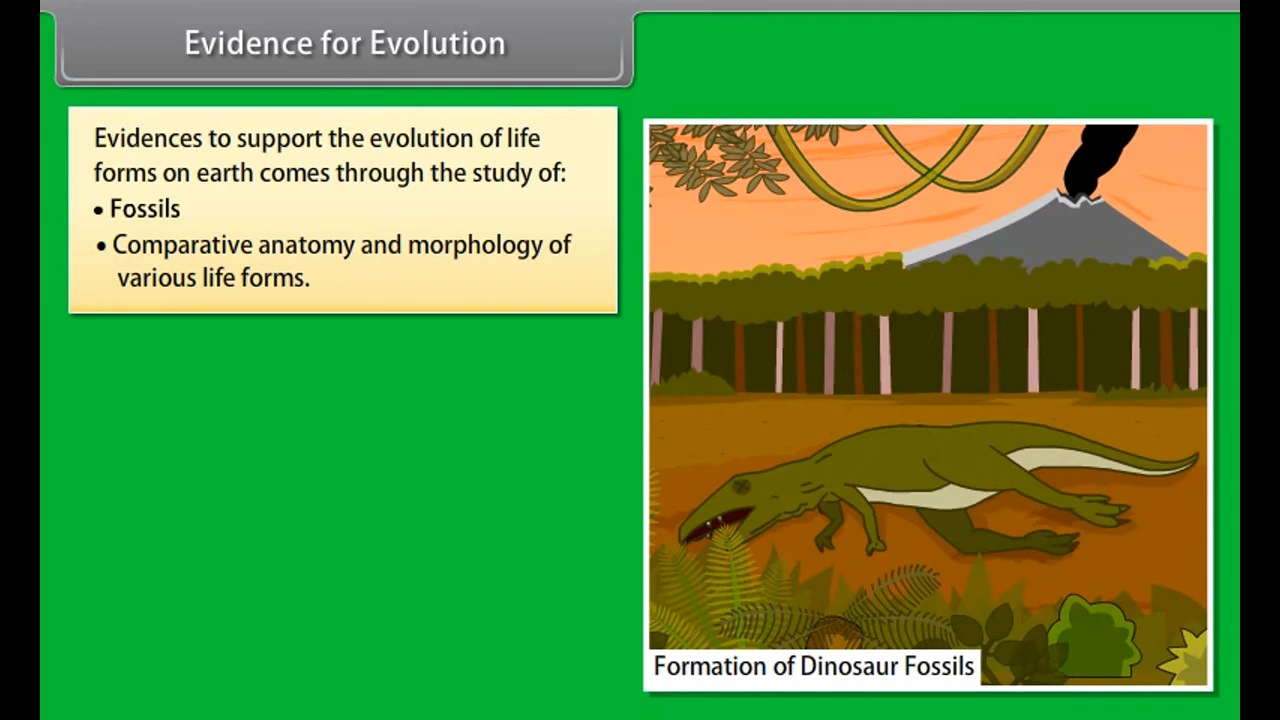 Evidence for Evolution
Evidences to support the evolution of life
forms on earth comes through the study of:
• Fossils
• Comparative anatomy and morphology of
various life forms.
Formation of Dinosaur Fossils